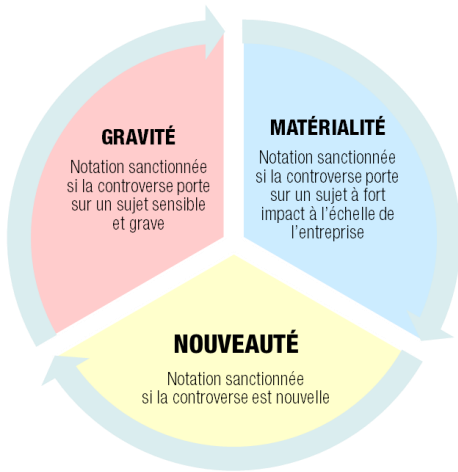 GRAVITÉ
Notation sanctionnée
si la controverse porte
sur un sujet sensible
et grave
MATÉRIALITÉ
Notation sanctionnée
si la controverse porte
sur un sujet à fort
impact à l’échelle de
l’entreprise
NOUVEAUTÉ
Notation sanctionnée
si la controverse est nouvelle